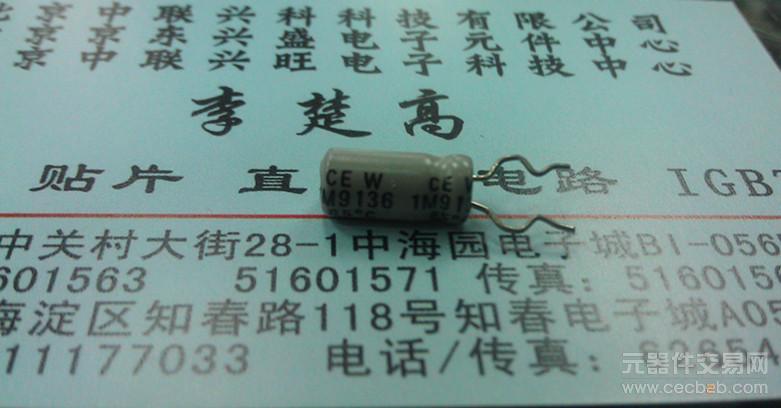 京中联兴科科技有限公司
京东兴盛电子元件中心
京中联兴旺电子科技中心
李楚高
贴片 直 电路 IGBT
CE W CE W
M9136 1M91
85°C
中关村大街28-1中海园电子城B1-056
601563 51601571 传真: 5160156
海淀区知春路118号知春电子城A05
11177033 电话/传真: 62654
元器件交易网
www.cecb2b.com